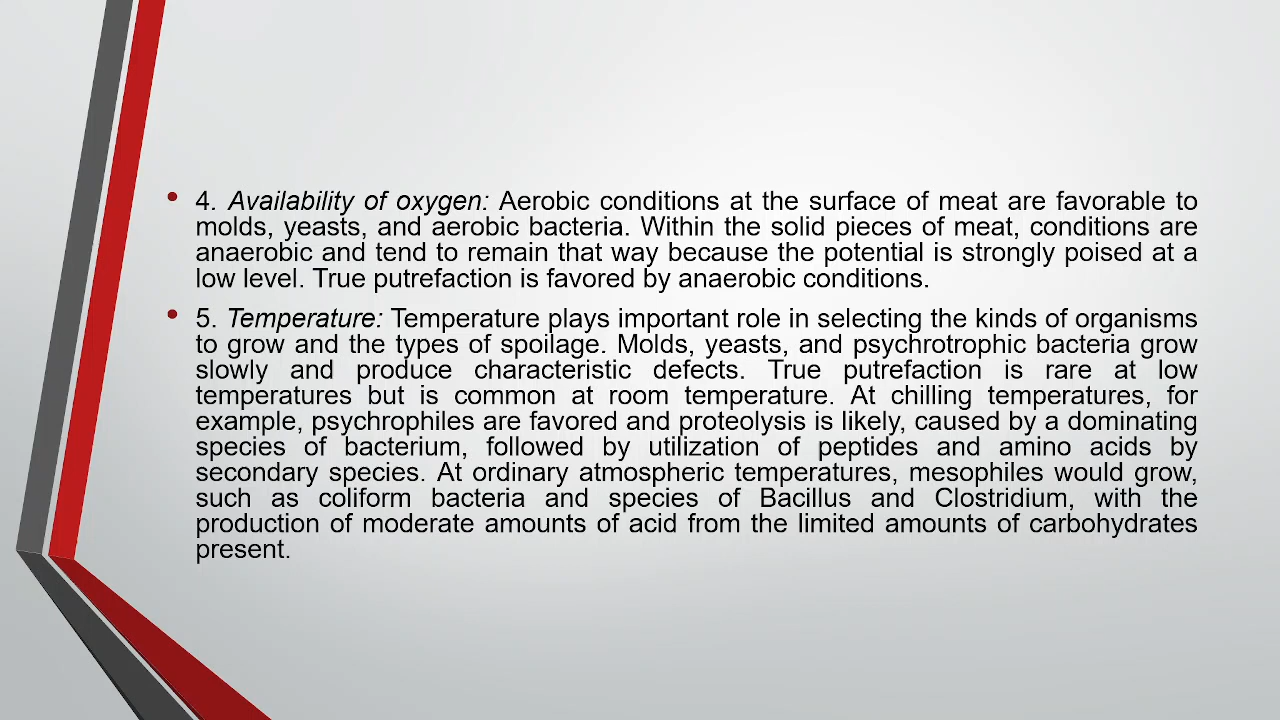 • 4. Availability of oxygen: Aerobic conditions at the surface of meat are favorable to
molds, yeasts, and aerobic bacteria. Within the solid pieces of meat, conditions are
anaerobic and tend to remain that way because the potential is strongly poised at a
low level. True putrefaction is favored by anaerobic conditions.
• 5. Temperature: Temperature plays important role in selecting the kinds of organisms
to grow and the types of spoilage. Molds, yeasts, and psychrotrophic bacteria grow
slowly and produce characteristic defects. True putrefaction is rare at low
temperatures but is common at room temperature. At chilling temperatures, for
example, psychrophiles are favored and proteolysis is likely, caused by a dominating
species of bacterium, followed by utilization of peptides and amino acids by
secondary species. At ordinary atmospheric temperatures, mesophiles would grow,
such as coliform bacteria and species of Bacillus and Clostridium, with the
production of moderate amounts of acid from the limited amounts of carbohydrates
present.